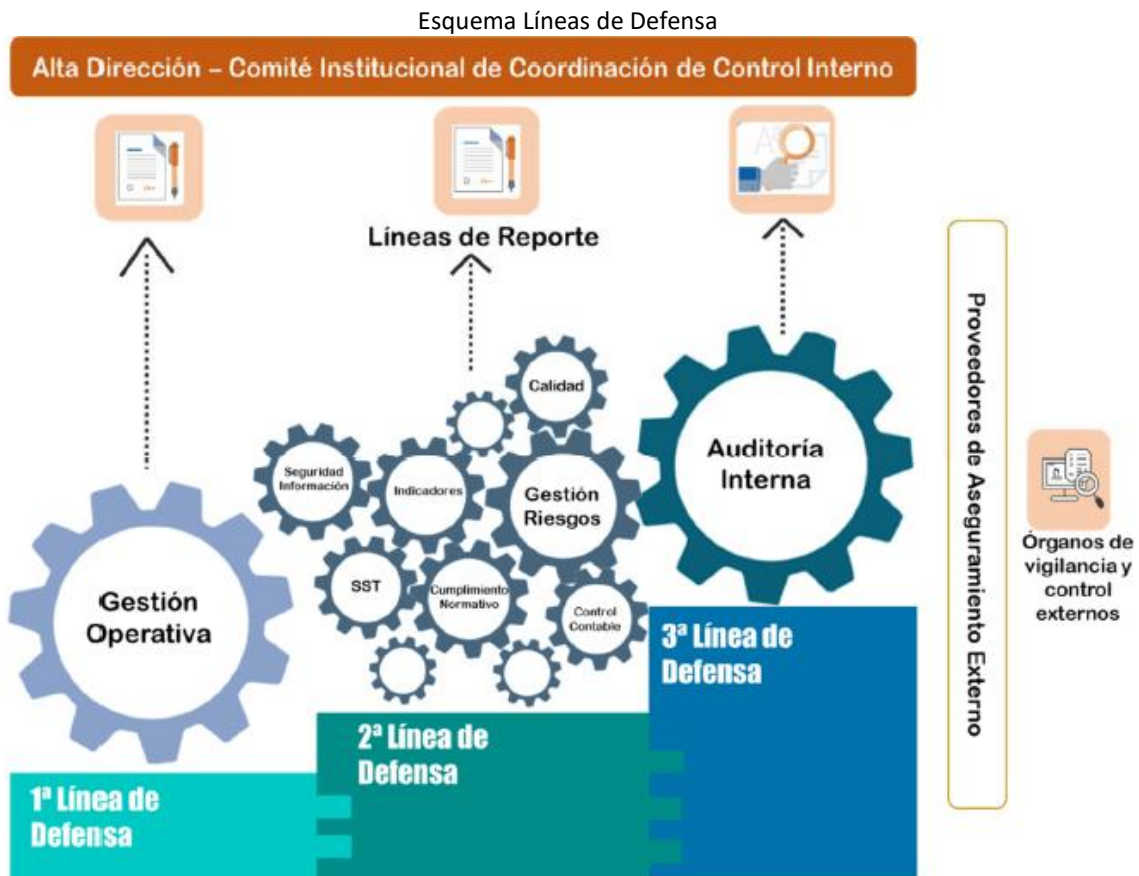 Esquema Líneas de Defensa
Alta Dirección – Comité Institucional de Coordinación de Control Interno
Líneas de Reporte
Calidad
Seguridad
Información
Indicadores
Gestión
Riesgos
Auditoría
Interna
SST
Cumplimiento
Normativo
Control
Contable
Gestión
Operativa
1ª Línea de
Defensa
2ª Línea de
Defensa
3ª Línea de
Defensa
Proveedores de Aseguramiento Externo
Órganos de
vigilancia y
control
externos